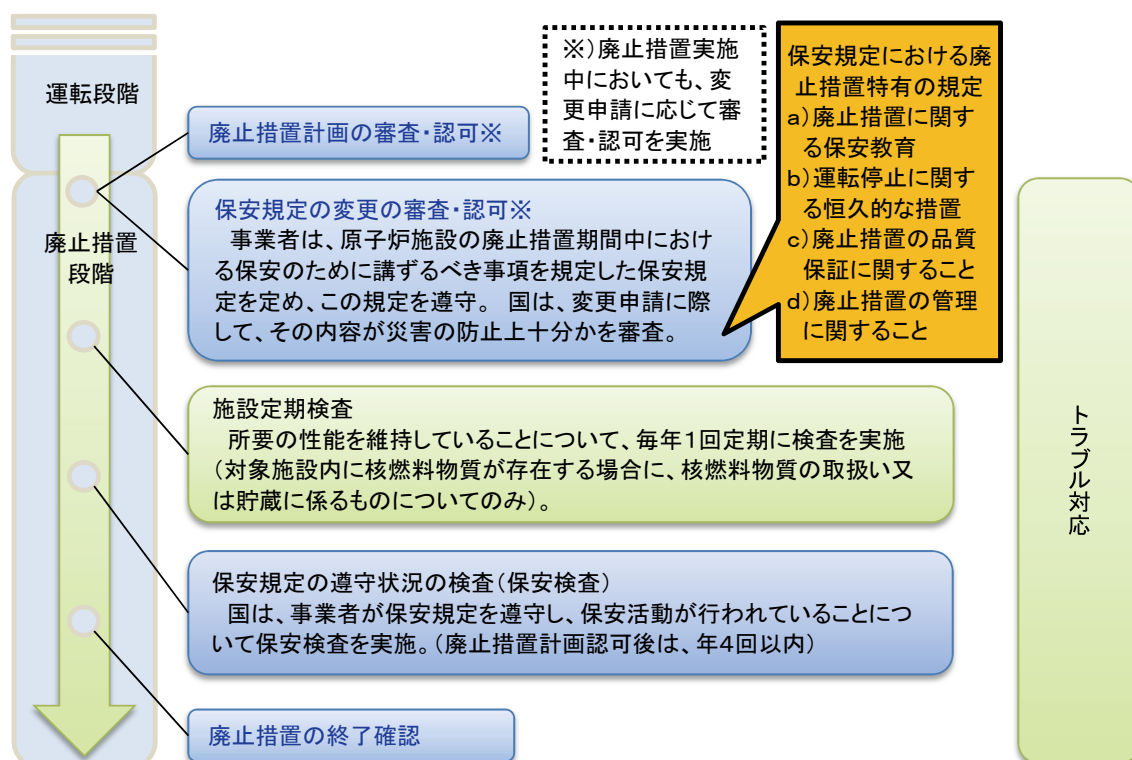 運転段階
廃止措置
段階
廃止措置計画の審査・認可※
※)廃止措置実施
中においても、変
更申請に応じて審
査・認可を実施
保安規定における廃
止措置特有の規定
a)廃止措置に関す
る保安教育
b)運転停止に関す
る恒久的な措置
c)廃止措置の品質
保証に関すること
d)廃止措置の管理
に関すること
保安規定の変更の審査・認可※
事業者は、原子炉施設の廃止措置期間中におけ
る保安のために講ずるべき事項を規定した保安規
定を定め、この規定を遵守。 国は、変更申請に際
して、その内容が災害の防止上十分かを審査。
施設定期検査
所要の性能を維持していることについて、毎年1回定期に検査を実施
(対象施設内に核燃料物質が存在する場合に、核燃料物質の取扱い又
は貯蔵に係るものについてのみ)。
保安規定の遵守状況の検査(保安検査)
国は、事業者が保安規定を遵守し、保安活動が行われていることにつ
いて保安検査を実施。(廃止措置計画認可後は、年4回以内)
廃止措置の終了確認
トラブル対応